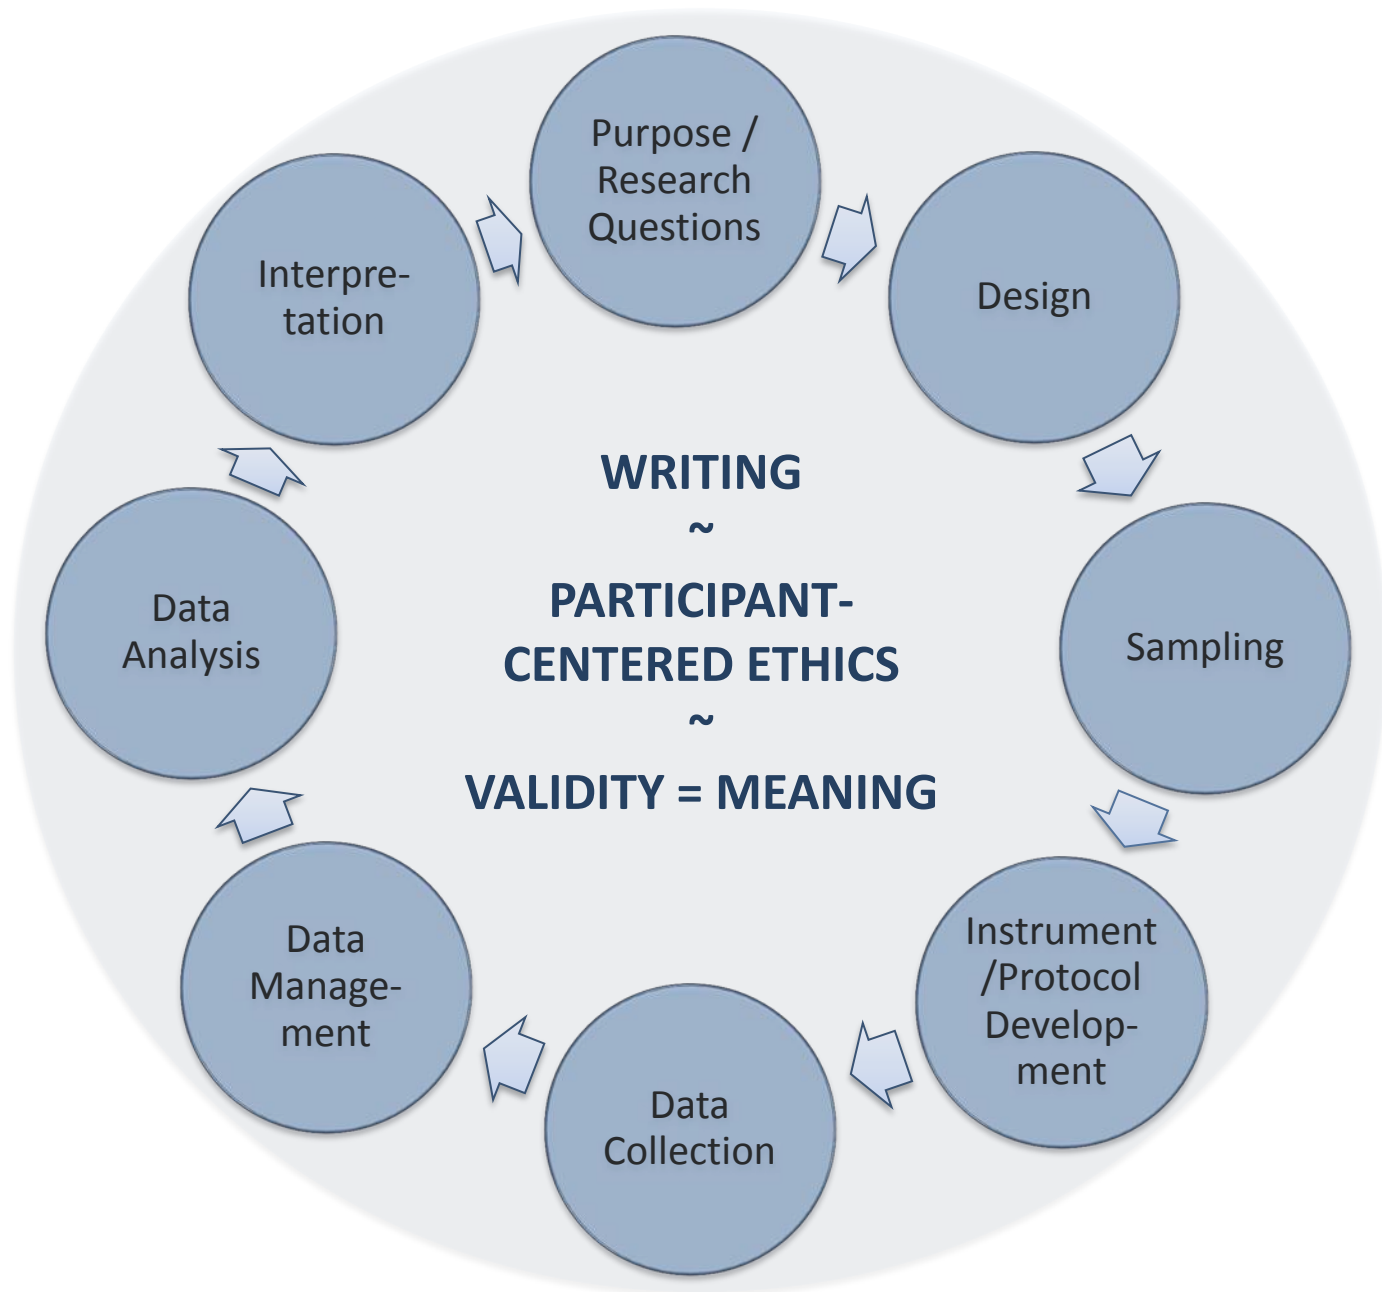 Purpose /
Research
Questions
Design
Sampling
Instrument
/Protocol
Develop-
ment
Data
Collection
Data
Manage-
ment
Data
Analysis
Interpre-
tation
WRITING
~
PARTICIPANT-
CENTERED ETHICS
~
VALIDITY = MEANING